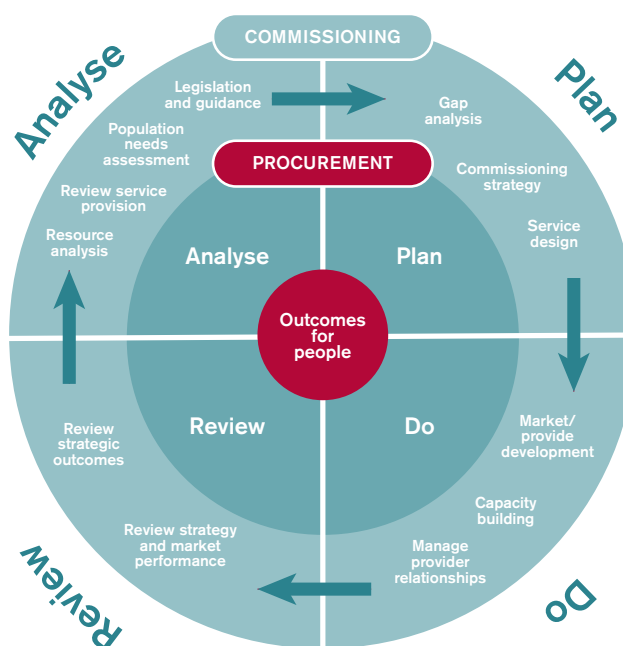 COMMISSIONING
Analyse
Plan
Legislation
and guidance
Gap
analysis
Population
needs
assessment
PROCUREMENT
Commissioning
strategy
Review service
provision
Service
design
Resource
analysis
Analyse
Plan
Outcomes
for
people
Review
Do
Review
strategic
outcomes
Market/
provide
development
Capacity
building
Review strategy
and market
performance
Manage
provider
relationships
Review
Do